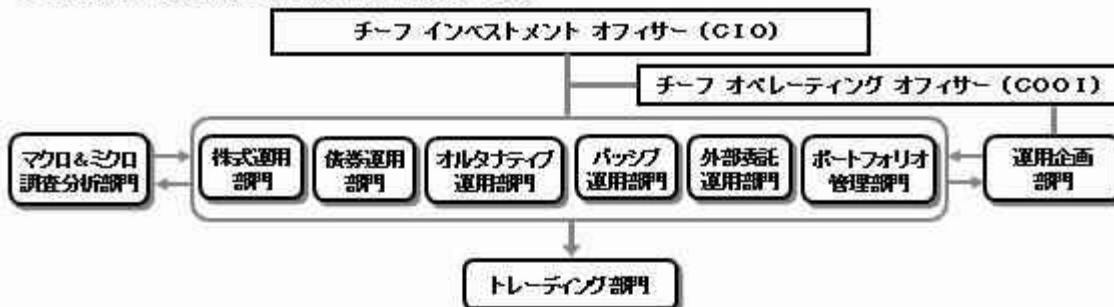 チーフ インベストメント オフィサー (CIO)
チーフ オペレーティング オフィサー (COOI)
マクロ&ミクロ
調査分析部門
株式運用
部門
債券運用
部門
オルタナティブ
運用部門
パッシブ
運用部門
外部委託
運用部門
ポートフォリオ
管理部門
運用企画
部門
トレーディング部門